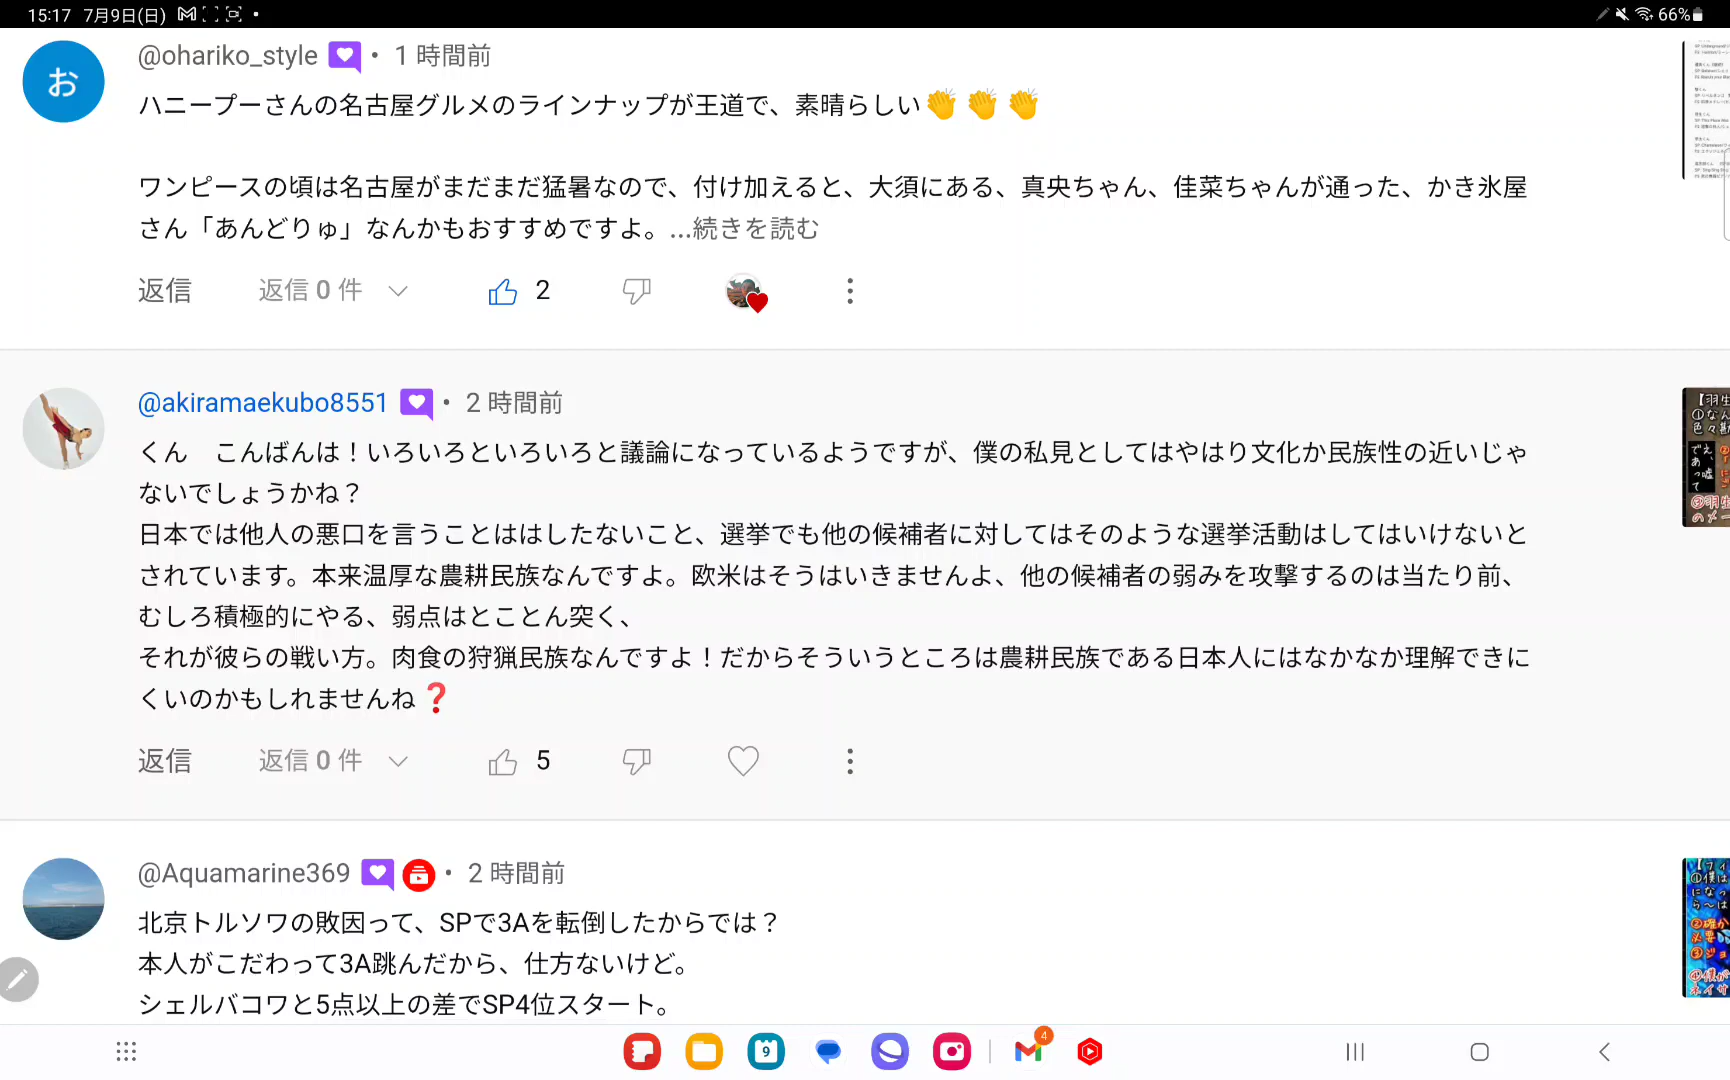 15:17 7月9日(日) 66%
お
@ohariko_style • 1 時間前
ハニープーさんの名古屋グルメのラインナップが王道で、素晴らしい👏👏👏
ワンピースの頃は名古屋がまだまだ猛暑なので、付け加えると、大須にある、真央ちゃん、佳菜ちゃんが通った、かき氷屋
さん「あんどりゅ」なんかもおすすめですよ。...続きを読む
返信 返信 0 件 2
@akiramaekubo8551 • 2 時間前
くん　こんばんは！いろいろといろいろと議論になっているようですが、僕の私見としてはやはり文化か民族性の近いじゃ
ないでしょうかね？
日本では他人の悪口を言うことははしたないこと、選挙でも他の候補者に対してはそのような選挙活動はしてはいけないと
されています。本来温厚な農耕民族なんですよ。欧米はそうはいきませんよ、他の候補者の弱みを攻撃するのは当たり前、
むしろ積極的にやる、弱点はとことん突く、
それが彼らの戦い方。肉食の狩猟民族なんですよ！だからそういうところは農耕民族である日本人にはなかなか理解できに
くいのかもしれませんね❓
返信 返信 0 件 5
@Aquamarine369 • 2 時間前
北京トルソワの敗因って、SPで3Aを転倒したからでは？
本人がこだわって3A跳んだから、仕方ないけど。
シェルバコワと5点以上の差でSP4位スタート。
9
4